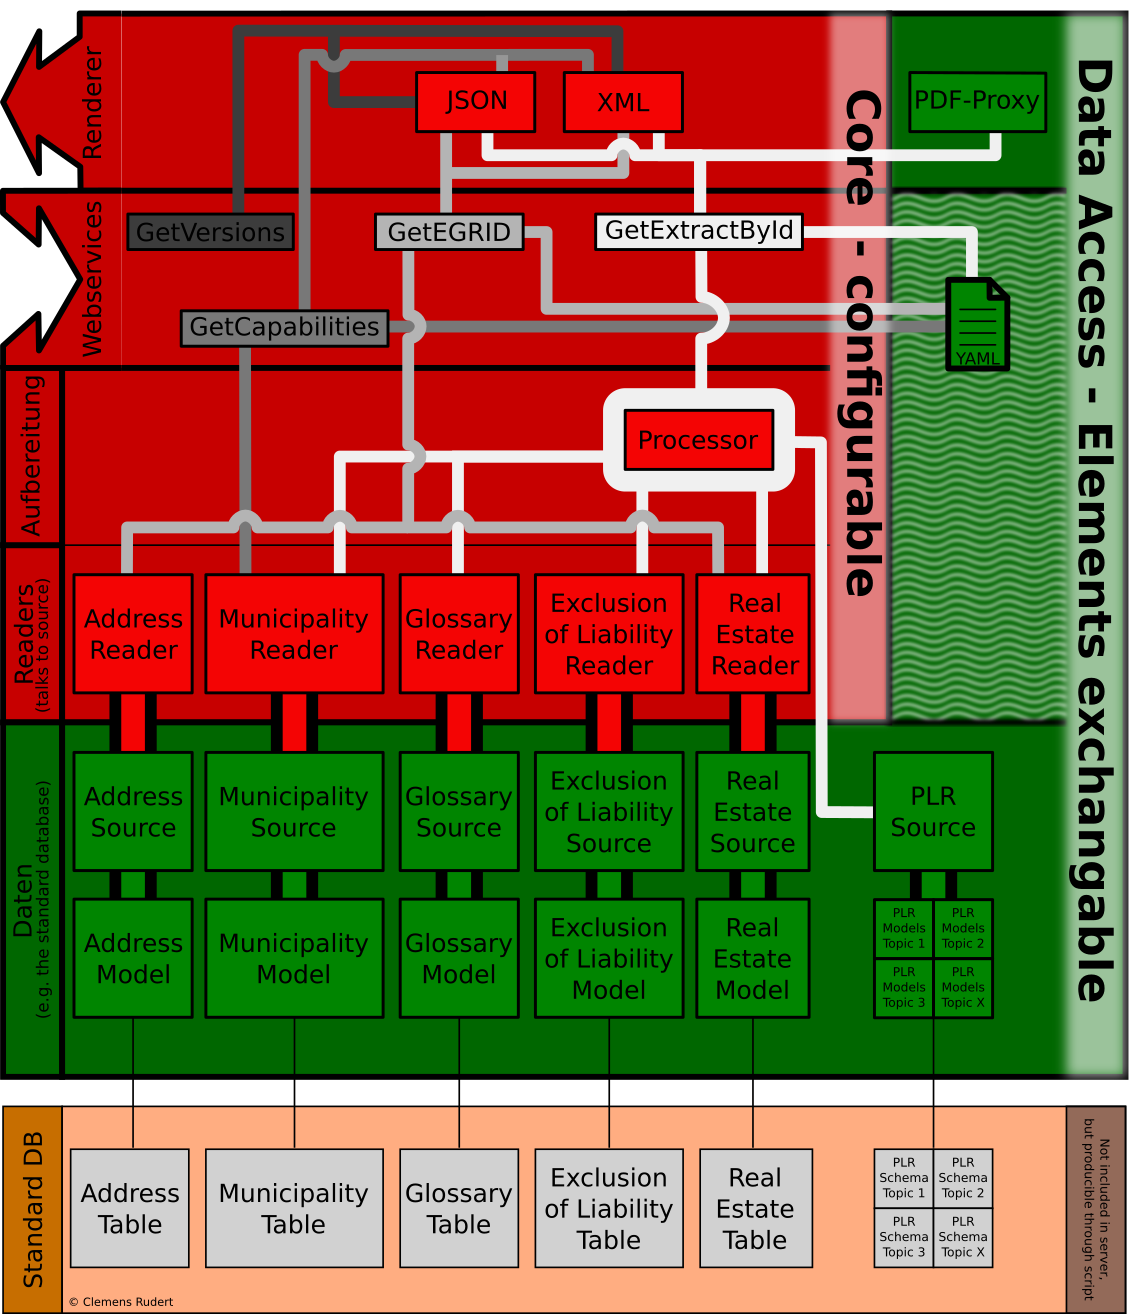 Renderer
JSON
XML
PDF-Proxy
Core - configurable
Data Access - Elements exchangable
Webservices
GetVersions
GetEGRID
GetExtractById
GetCapabilities
YAML
Aufbereitung
Processor
Readers
(talks to source)
Address
Reader
Municipality
Reader
Glossary
Reader
Exclusion
of Liability
Reader
Real
Estate
Reader
Daten
(e.g. the standard database)
Address
Source
Municipality
Source
Glossary
Source
Exclusion
of Liability
Source
Real
Estate
Source
PLR
Source
Address
Model
Municipality
Model
Glossary
Model
Exclusion
of Liability
Model
Real
Estate
Model
PLR
Models
Topic 1
PLR
Models
Topic 2
PLR
Models
Topic 3
PLR
Models
Topic X
Standard DB
Address
Table
Municipality
Table
Glossary
Table
Exclusion
of Liability
Table
Real
Estate
Table
PLR
Schema
Topic 1
PLR
Schema
Topic 2
PLR
Schema
Topic 3
PLR
Schema
Topic X
Not included in server,
but producible through script
© Clemens Rudert